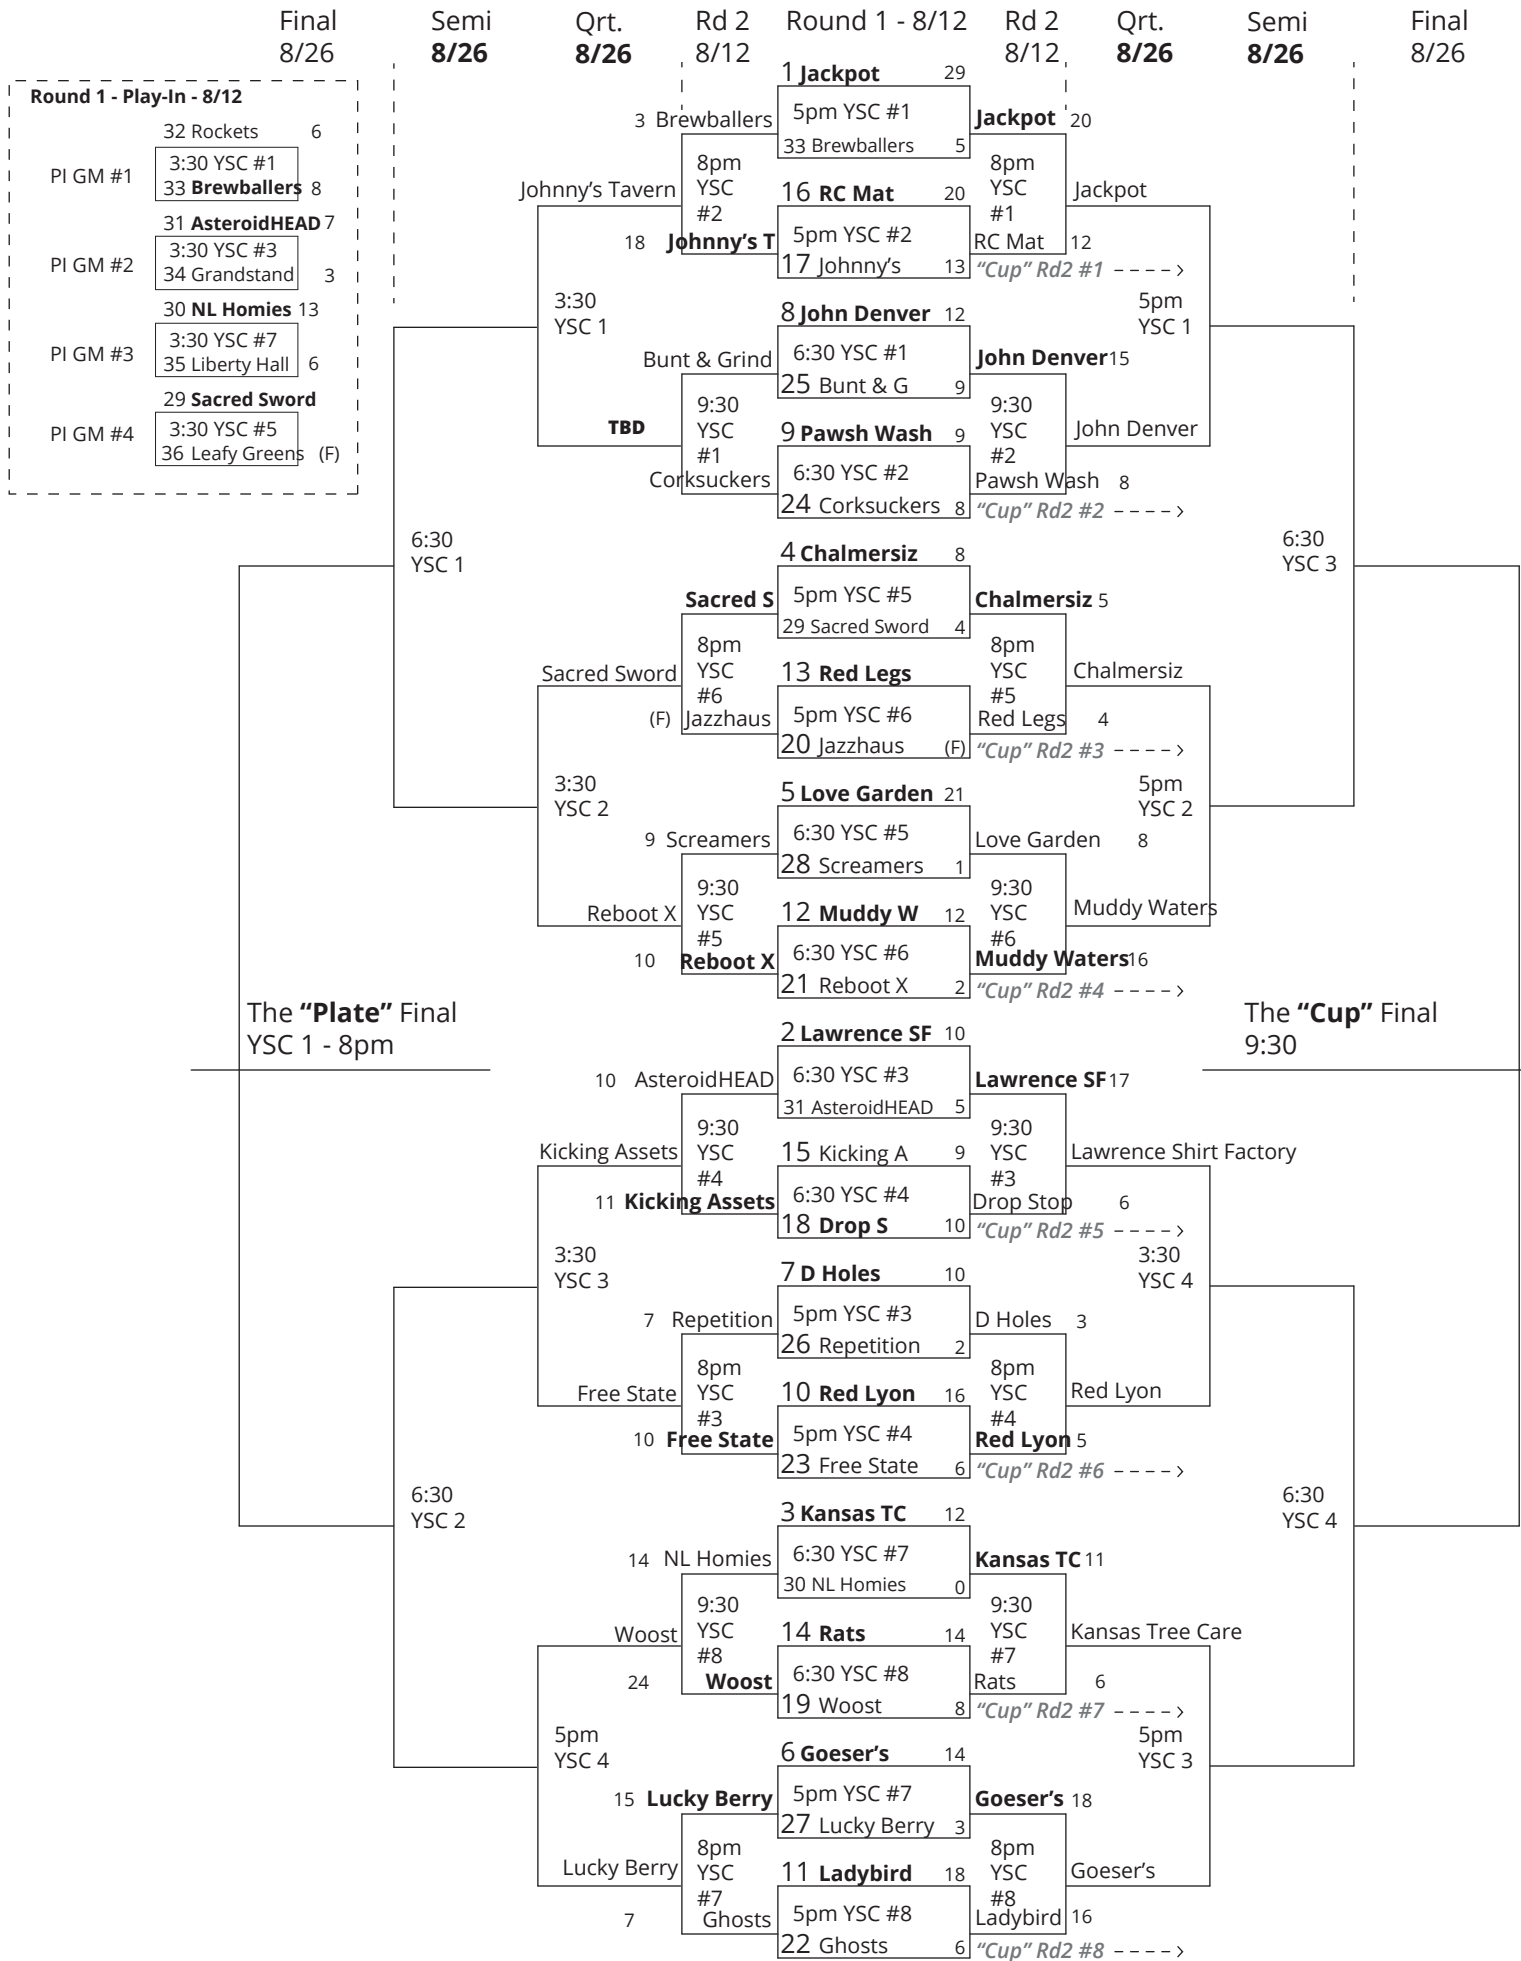 Final Semi Qrt. Rd 2 Round 1 - 8/12 Rd 2 Qrt. Semi Final
8/26 8/26 8/26 8/12 8/12 8/26 8/26 8/26
Round 1 - Play-In - 8/12
32 Rockets 6
PI GM #1
3:30 YSC #1
33 Brewballers 8
31 AsteroidHEAD 7
PI GM #2
3:30 YSC #3
34 Grandstand 3
30 NL Homies 13
PI GM #3
3:30 YSC #7
35 Liberty Hall 6
29 Sacred Sword
PI GM #4
3:30 YSC #5
36 Leafy Greens (F)
1 Jackpot 29
5pm YSC #1
33 Brewballers 5
16 RC Mat 20
5pm YSC #2
17 Johnny's 13
8 John Denver 12
6:30 YSC #1
25 Bunt & G 9
9 Pawsh Wash 9
6:30 YSC #2
24 Corksuckers 8
4 Chalmersiz 8
5pm YSC #5
29 Sacred Sword 4
13 Red Legs
5pm YSC #6
20 Jazzhaus (F)
5 Love Garden 21
6:30 YSC #5
28 Screamers 1
12 Muddy W 12
6:30 YSC #6
21 Reboot X 2
2 Lawrence SF 10
6:30 YSC #3
31 AsteroidHEAD 5
15 Kicking A 9
6:30 YSC #4
18 Drop S 10
7 D Holes 10
5pm YSC #3
26 Repetition 2
10 Red Lyon 16
5pm YSC #4
23 Free State 6
3 Kansas TC 12
6:30 YSC #7
30 NL Homies 0
14 Rats 14
6:30 YSC #8
19 Woost 8
6 Goeser's 14
5pm YSC #7
27 Lucky Berry 3
11 Ladybird 18
5pm YSC #8
22 Ghosts 6
3 Brewballers
8pm
YSC
#2
18 Johnny's T
Bunt & Grind
9:30
YSC
#1
Corksuckers
Sacred S
8pm
YSC
#6
(F) Jazzhaus
9 Screamers
9:30
YSC
#5
10 Reboot X
10 AsteroidHEAD
9:30
YSC
#4
11 Kicking Assets
7 Repetition
8pm
YSC
#3
10 Free State
14 NL Homies
9:30
YSC
#8
24 Woost
15 Lucky Berry
8pm
YSC
#7
7 Ghosts
Johnny's Tavern
3:30
YSC 1
TBD
Sacred Sword
3:30
YSC 2
Reboot X
Kicking Assets
3:30
YSC 3
Free State
Woost
5pm
YSC 4
Lucky Berry
6:30
YSC 1
6:30
YSC 2
The "Plate" Final
YSC 1 - 8pm
Jackpot 20
8pm
YSC
#1
RC Mat 12
"Cup" Rd2 #1
John Denver 15
9:30
YSC
#2
Pawsh Wash 8
"Cup" Rd2 #2
Chalmersiz 5
8pm
YSC
#5
Red Legs 4
"Cup" Rd2 #3
Love Garden 8
9:30
YSC
#6
Muddy Waters 16
"Cup" Rd2 #4
Lawrence SF 17
9:30
YSC
#3
Drop Stop 6
"Cup" Rd2 #5
D Holes 3
8pm
YSC
#4
Red Lyon 5
"Cup" Rd2 #6
Kansas TC 11
9:30
YSC
#7
Rats 6
"Cup" Rd2 #7
Goeser's 18
8pm
YSC
#8
Ladybird 16
"Cup" Rd2 #8
Jackpot
5pm
YSC 1
John Denver
Chalmersiz
5pm
YSC 2
Muddy Waters
Lawrence Shirt Factory
3:30
YSC 4
Red Lyon
Kansas Tree Care
5pm
YSC 3
Goeser's
6:30
YSC 3
6:30
YSC 4
The "Cup" Final
9:30